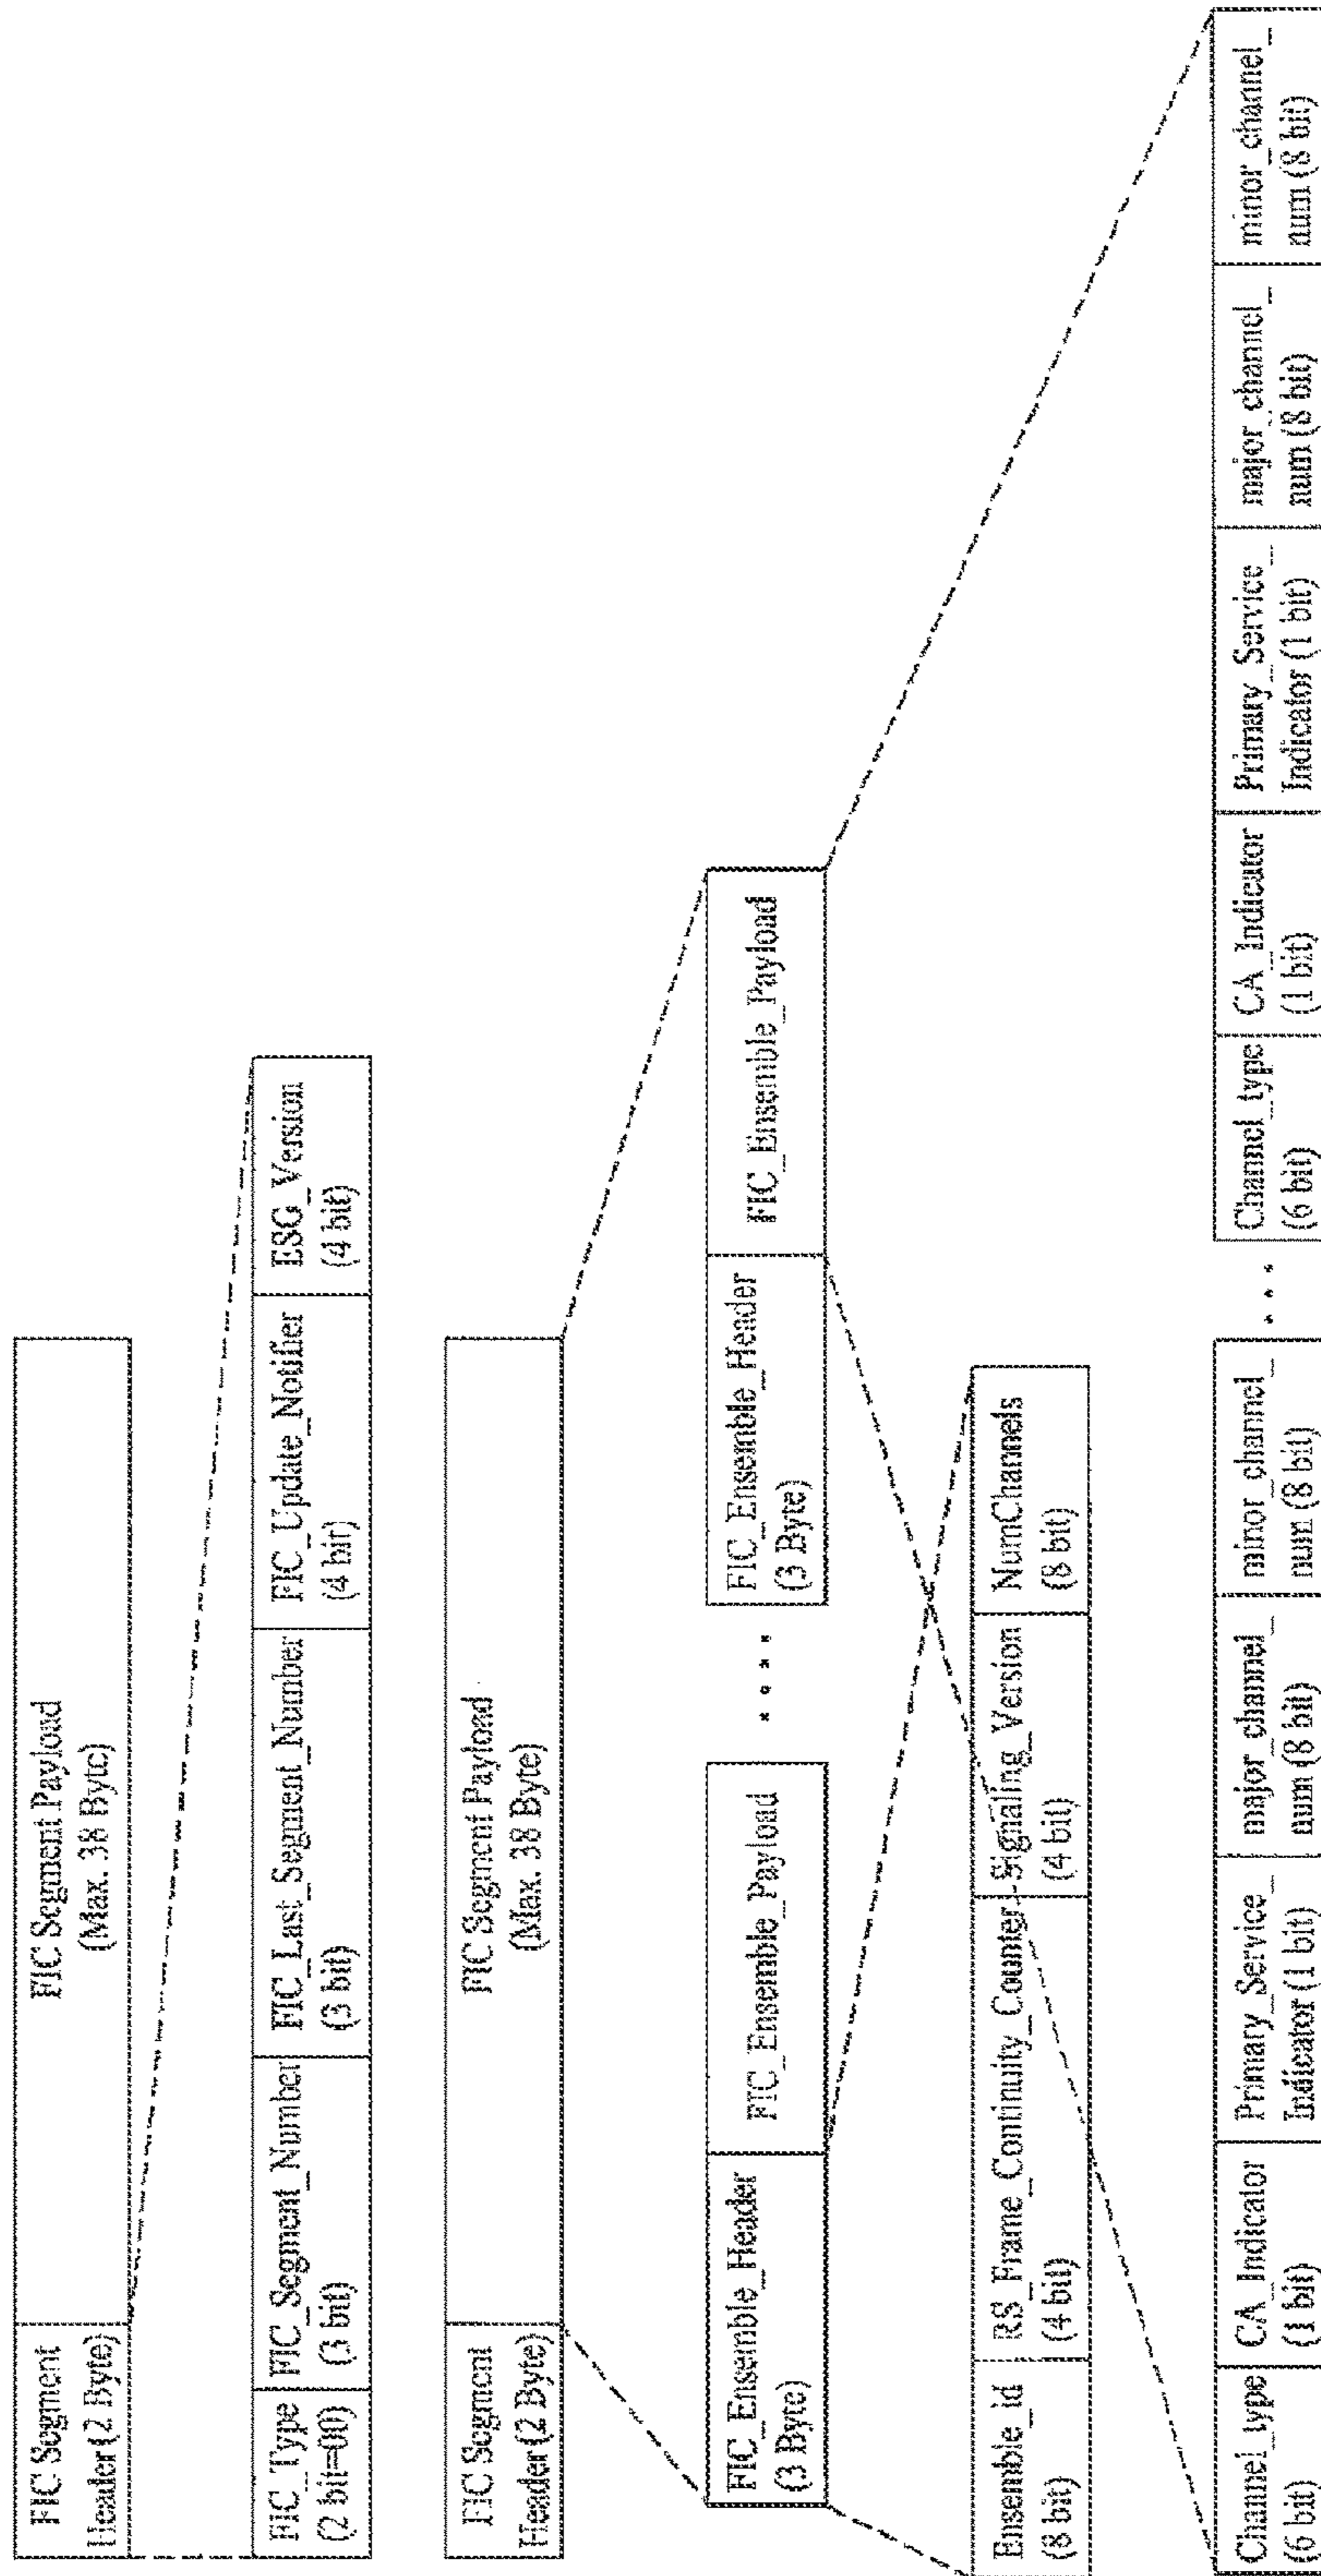 FIC Segment
Header(2 Byte)
FIC Segment Payload
(Max. 38 Byte)
FIC_Type
(2 bit=00)
FIC_Segment_Number
(3 bit)
FIC_Last_Segment_Number
(3 bit)
FIC_Update_Notifier
(4 bit)
ESG_Version
(4 bit)
FIC Segment
Header(2 Byte)
FIC Segment Payload
(Max. 38 Byte)
FIC_Ensemble_Header
(3 Byte)
FIC_Ensemble_Payload
....
FIC_Ensemble_Header
(3 Byte)
FIC_Ensemble_Payload
Ensemble_id
(8 bit)
RS_Frame_Continuity_Counter
(4 bit)
Signaling_Version
(4 bit)
NumChannels
(8 bit)
Channel_type
(6 bit)
CA_Indicator
(1 bit)
Primary_Service_
Indicator (1 bit)
major_channel_
num (8 bit)
minor_channel_
num (8 bit)
...
Channel_type
(6 bit)
CA_Indicator
(1 bit)
Primary_Service_
Indicator (1 bit)
major_channel_
num (8 bit)
minor_channel_
num (8 bit)